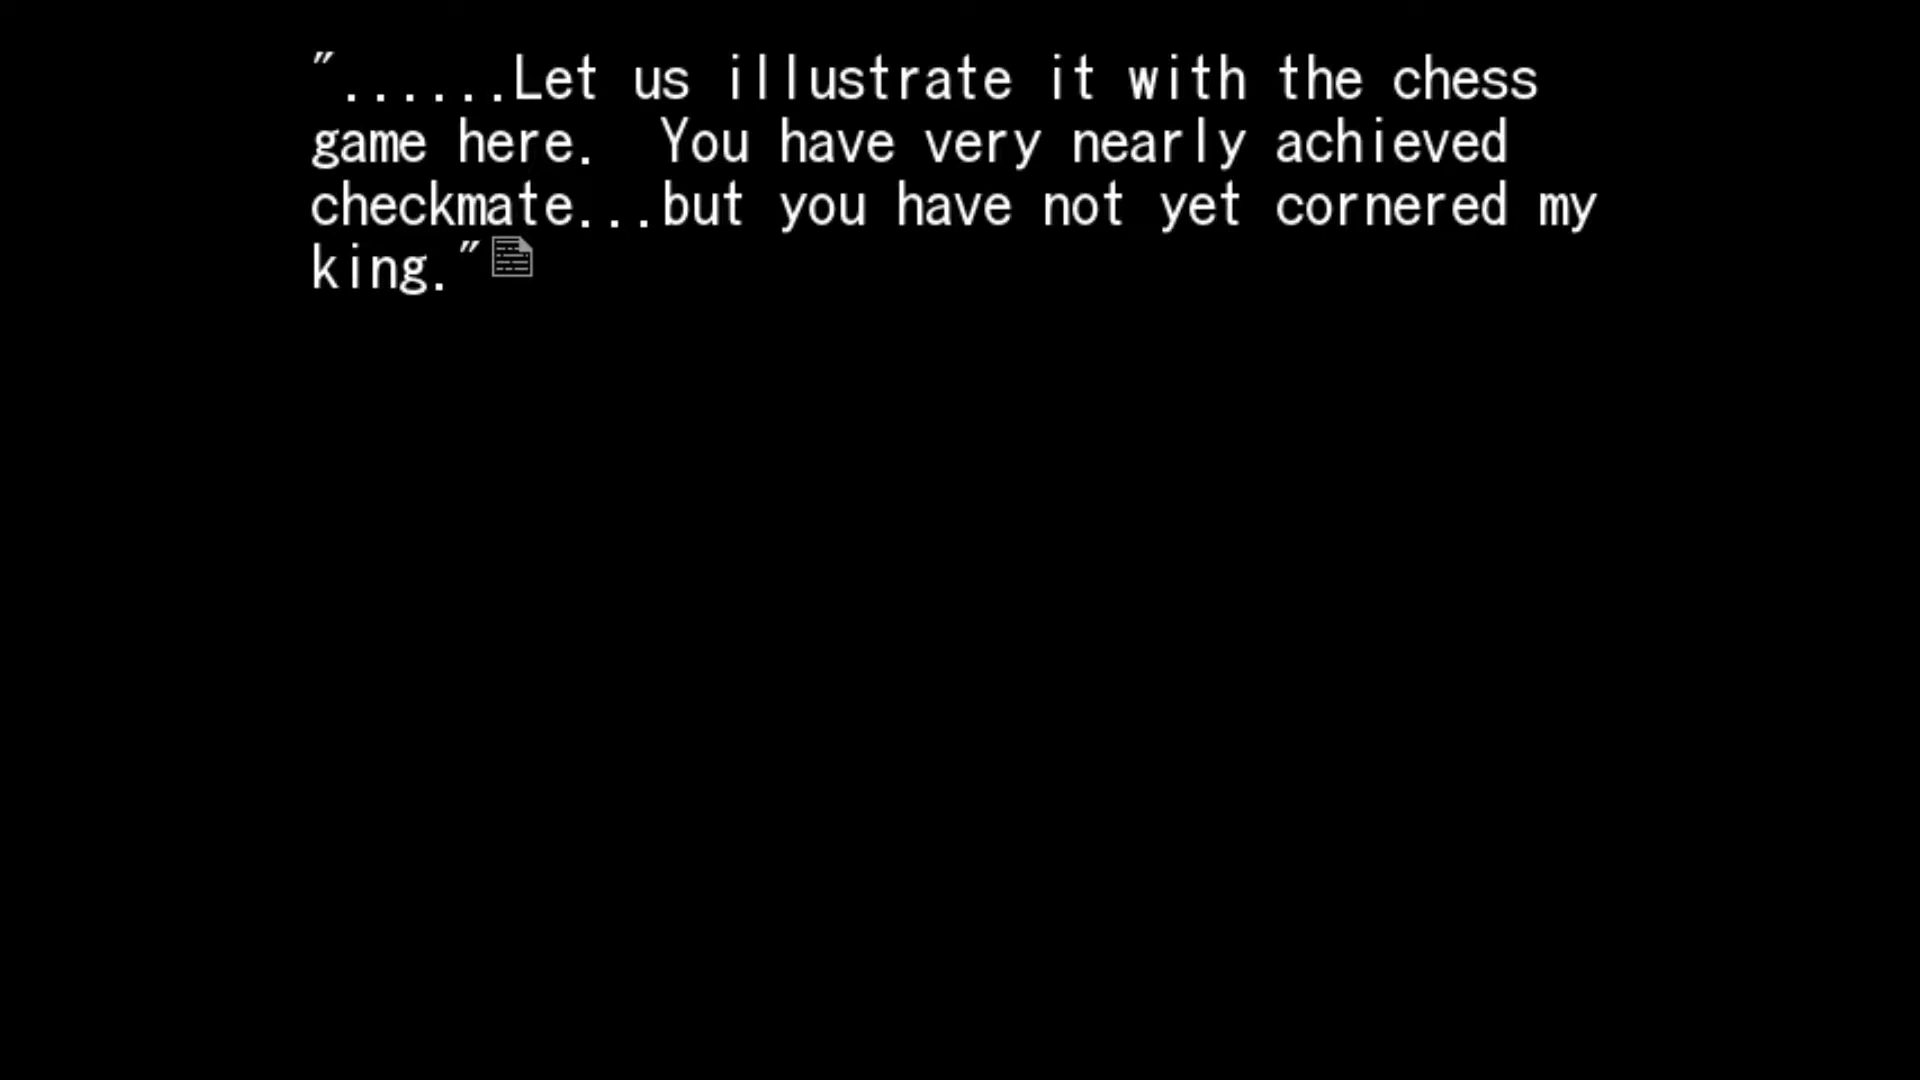 "......Let us illustrate it with the chess
game here.  You have very nearly achieved
checkmate...but you have not yet cornered my
king."